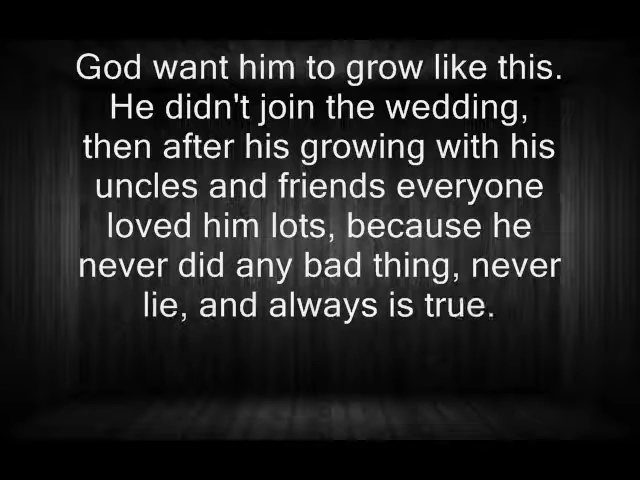 God want him to grow like this.
He didn't join the wedding,
then after his growing with his
uncles and friends everyone
loved him lots, because he
never did any bad thing, never
lie, and always is true.